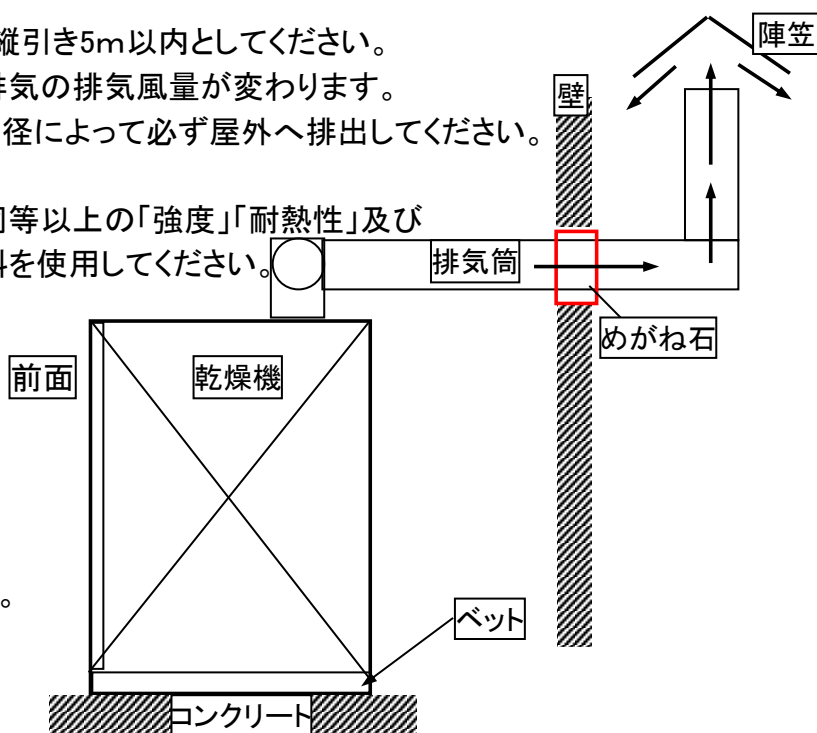 縦引き5m以内としてください。
排気の排気風量が変わります。
径によって必ず屋外へ排出してください。
同等以上の「強度」「耐熱性」及び
料を使用してください。
。
陣笠
壁
排気筒
めがね石
前面
乾燥機
ベット
コンクリート